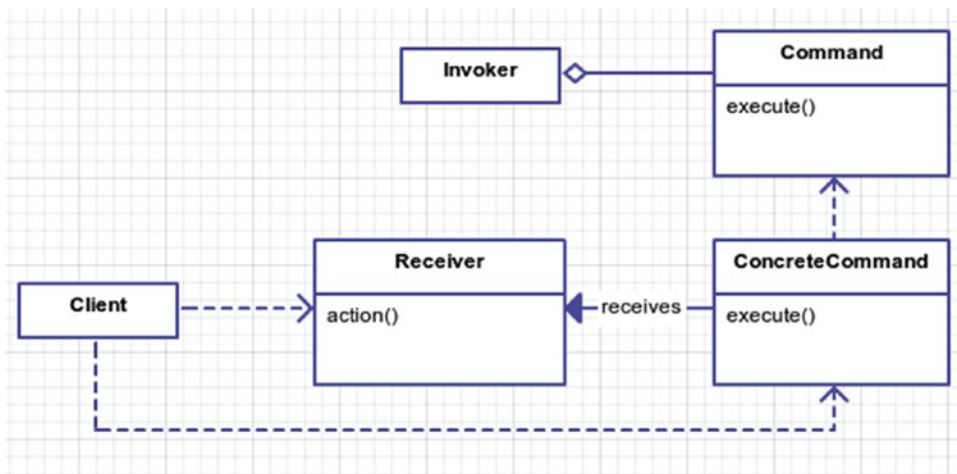 Invoker
Command
execute()
Receiver
action()
ConcreteCommand
execute()
Client
receives